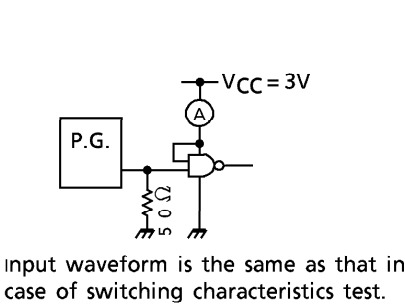 VCC = 3V
A
P.G.
50Ω
Input waveform is the same as that in
case of switching characteristics test.